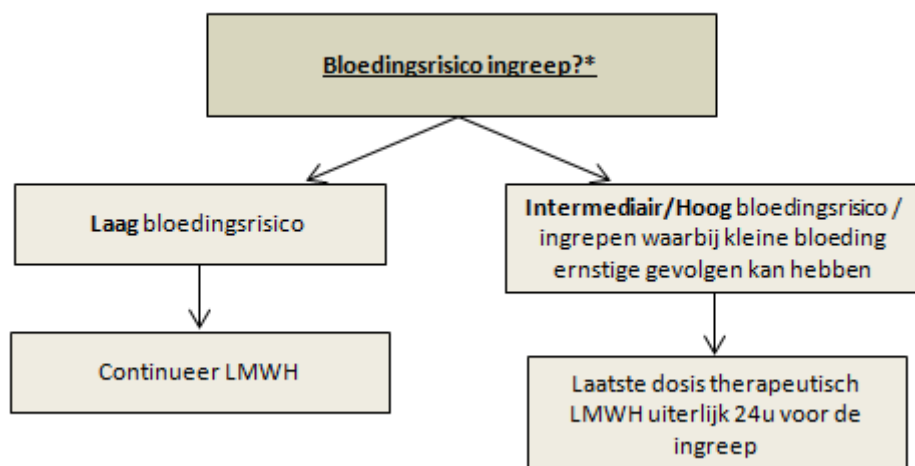 Bloedingsrisico ingreep?*
Laag bloedingsrisico
Intermediair/Hoog bloedingsrisico /
ingrepen waarbij kleine bloeding
ernstige gevolgen kan hebben
Continueer LMWH
Laatste dosis therapeutisch
LMWH uiterlijk 24u voor de
ingreep